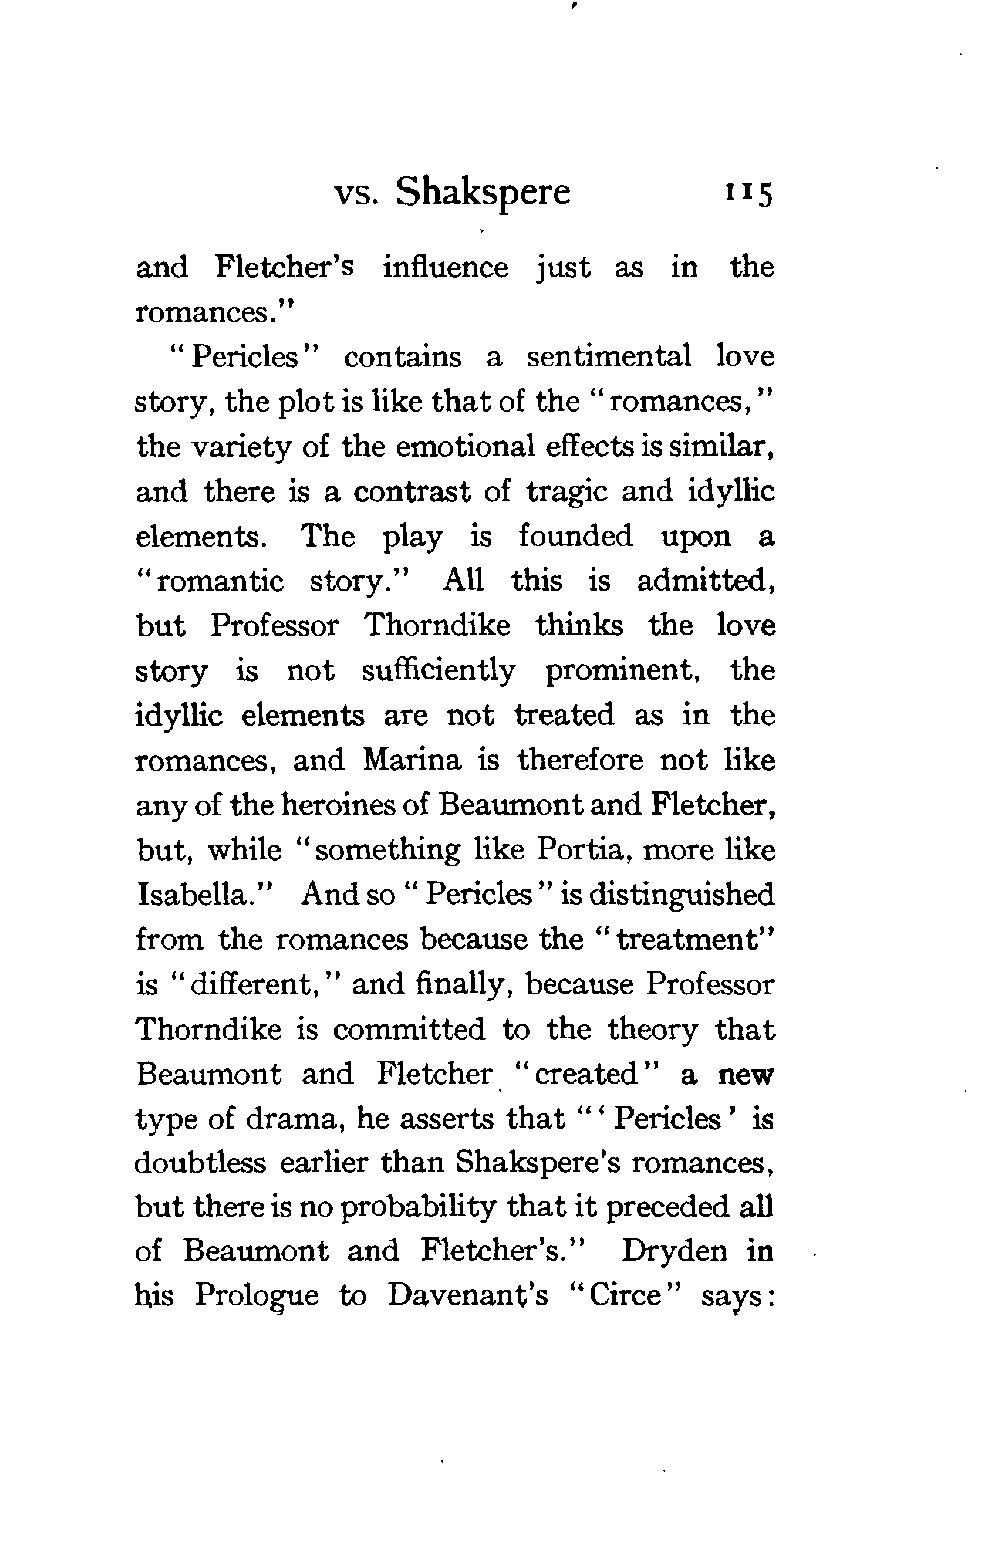 vs. Shakspere 115
and Fletcher's influence just as in the
romances."
"Pericles" contains a sentimental love
story, the plot is like that of the "romances,"
the variety of the emotional effects is similar,
and there is a contrast of tragic and idyllic
elements. The play is founded upon a
"romantic story." All this is admitted,
but Professor Thorndike thinks the love
story is not sufficiently prominent, the
idyllic elements are not treated as in the
romances, and Marina is therefore not like
any of the heroines of Beaumont and Fletcher,
but, while "something like Portia, more like
Isabella." And so "Pericles" is distinguished
from the romances because the "treatment"
is "different," and finally, because Professor
Thorndike is committed to the theory that
Beaumont and Fletcher "created" a new
type of drama, he asserts that "'Pericles' is
doubtless earlier than Shakspere's romances,
but there is no probability that it preceded all
of Beaumont and Fletcher's." Dryden in
his Prologue to Davenant's "Circe" says: